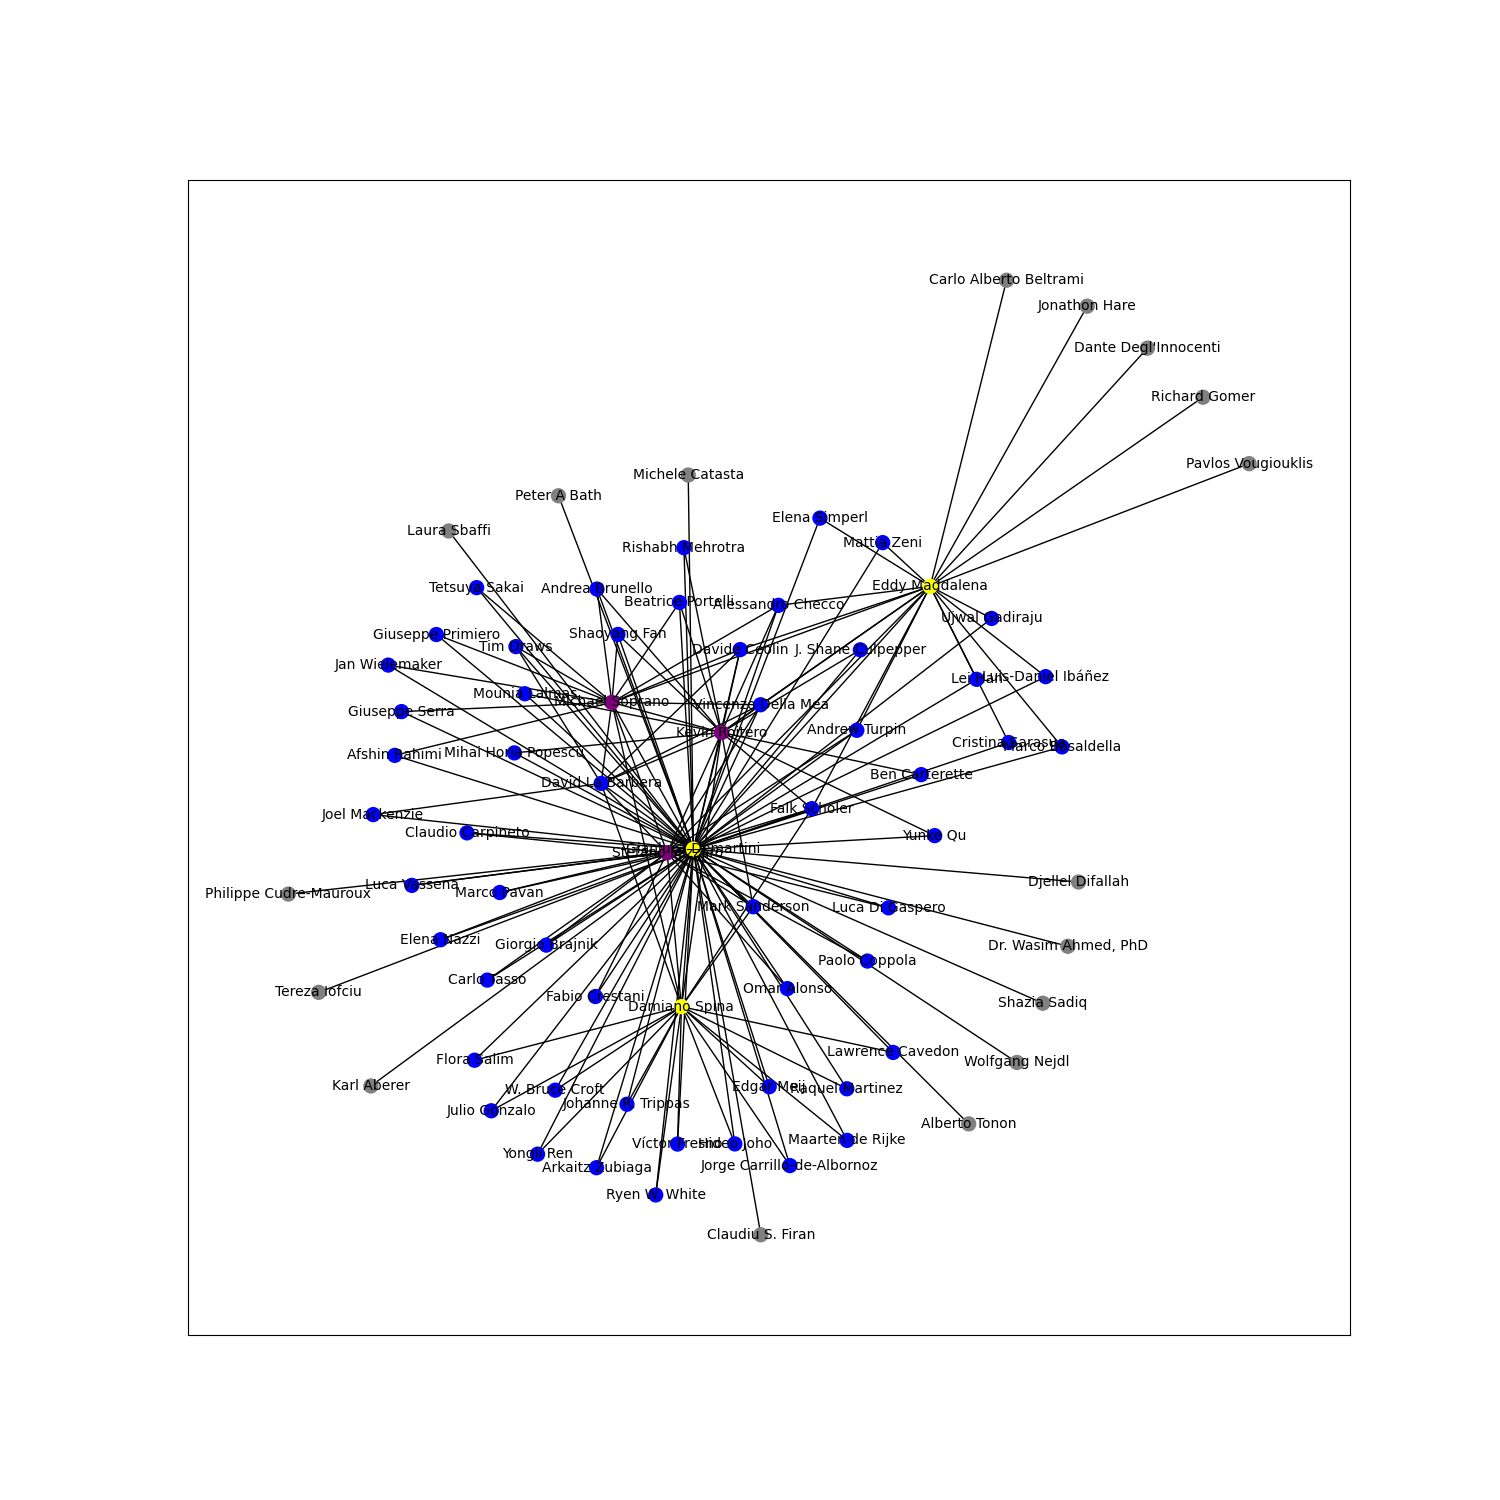 Carlo Alberto Beltrami
Jonathon Hare
Dante Degl'Innocenti
Richard Gomer
Pavlos Vougiouklis
Michele Catasta
Peter A Bath
Elena Simperl
Laura Sbaffi
Mattia Zeni
Rishabh Mehrotra
Eddy Maddalena
Tetsuya Sakai
Andrea Brunello
Beatrice Portelli
Alessandro Checco
Ujwal Gadiraju
Giuseppe Primiero
Shaoyang Fan
Tim Draws
Davide Ceolin
J. Shane Culpepper
Jan Wielemaker
Lei Han
Luis-Daniel Ibáñez
Mounia Lalmas
Michael Soprano
Vincenzo Della Mea
Giuseppe Serra
Kevin Roitero
Andrew Turpin
Cristina Sarasua
Marco Basaldella
Afshin Rahimi
Mihai Horia Popescu
Ben Carterette
David La Barbera
Falk Scholer
Joel Mackenzie
Claudio Carpineto
Yunke Qu
Demartini
Djellel Difallah
Luca Vassena
Philippe Cudre-Mauroux
Marco Pavan
Mark Sanderson
Luca Di Gaspero
Elena Nazzi
Giorgio Brajnik
Dr. Wasim Ahmed, PhD
Paolo Coppola
Carlo Tasso
Omar Alonso
Tereza Iofciu
Fabio Crestani
Damiano Spina
Shazia Sadiq
Lawrence Cavedon
Flora Salim
Wolfgang Nejdl
Karl Aberer
W. Bruce Croft
Edgar Meij
Raquel Martinez
Julio Gonzalo
Johanne R. Trippas
Alberto Tonon
Maarten de Rijke
Víctor Fresno
Hideo Joho
Yongli Ren
Arkaitz Zubiaga
Jorge Carrillo-de-Albornoz
Ryen W. White
Claudiu S. Firan